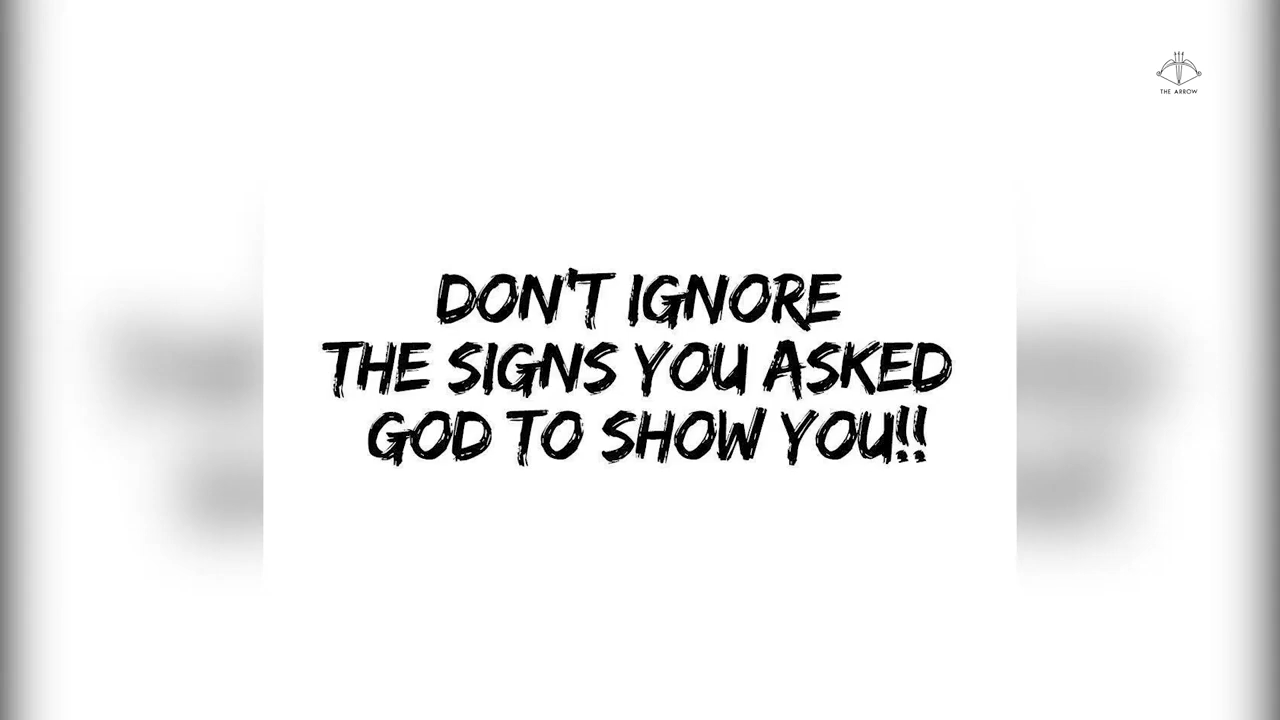 THE ARROW
DON'T IGNORE
THE SIGNS YOU ASKED
GOD TO SHOW YOU!!